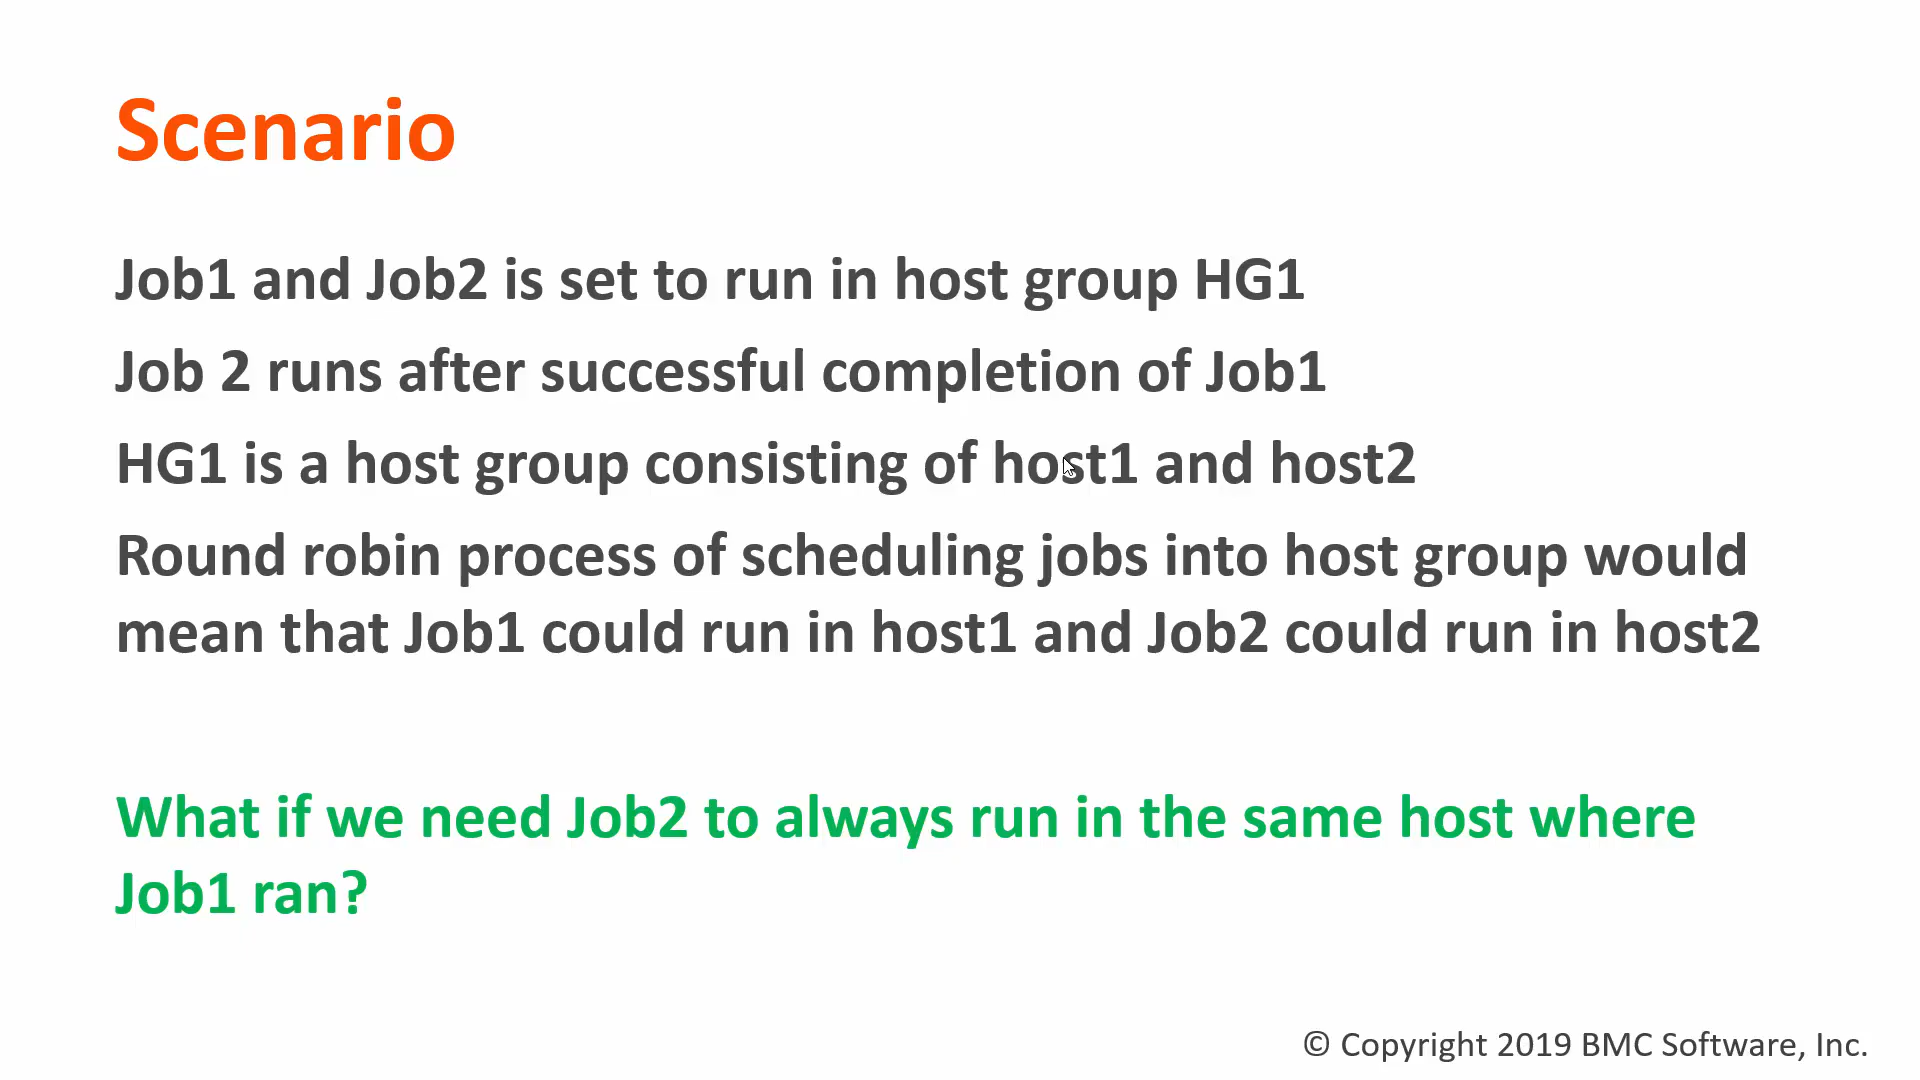 Scenario
Job1 and Job2 is set to run in host group HG1
Job 2 runs after successful completion of Job1
HG1 is a host group consisting of host1 and host2
Round robin process of scheduling jobs into host group would
mean that Job1 could run in host1 and Job2 could run in host2
What if we need Job2 to always run in the same host where
Job1 ran?
© Copyright 2019 BMC Software, Inc.